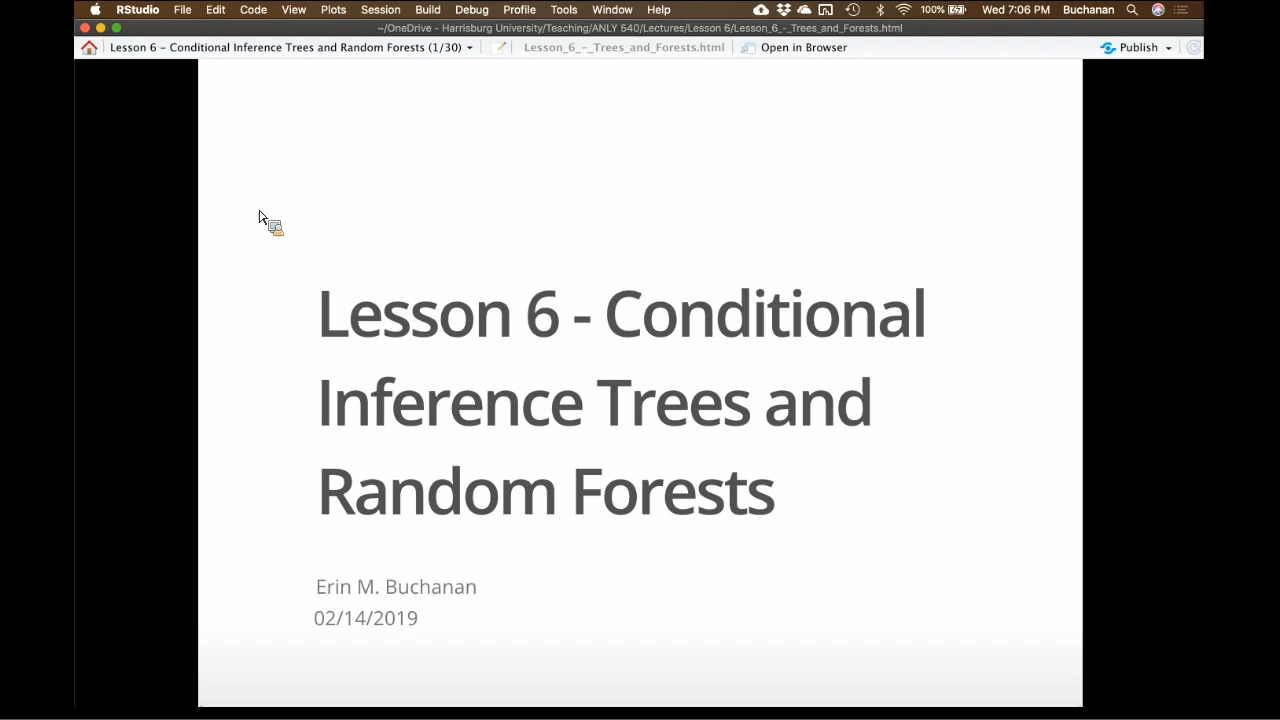 RStudio File Edit Code View Plots Session Build Debug Profile Tools Window Help 100% Wed 7:06 PM Buchanan
~/OneDrive - Harrisburg University/Teaching/ANLY 540/Lectures/Lesson 6/Lesson_6_-_Trees_and_Forests.html
Lesson 6 - Conditional Inference Trees and Random Forests (1/30) Lesson_6_-_Trees_and_Forests.html Open in Browser Publish
Lesson 6 - Conditional
Inference Trees and
Random Forests
Erin M. Buchanan
02/14/2019